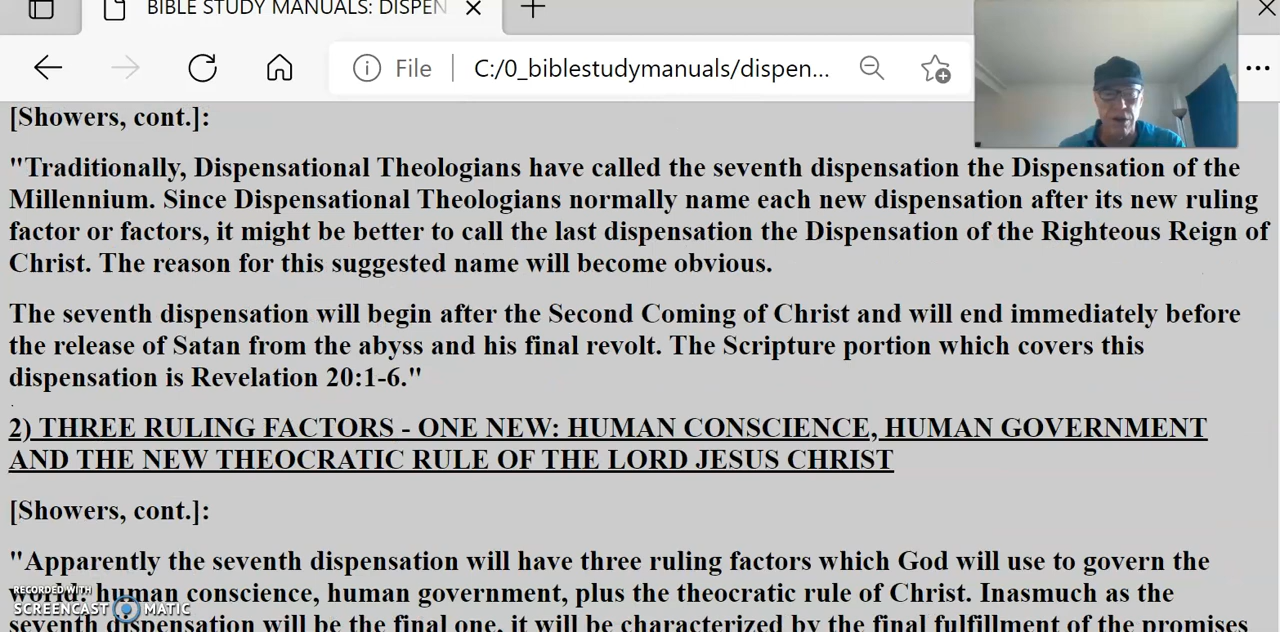 BIBLE STUDY MANUALS: DISPEN
File
C:/0_biblestudymanuals/dispen...
[Showers, cont.]:
"Traditionally, Dispensational Theologians have called the seventh dispensation the Dispensation of the
Millennium. Since Dispensational Theologians normally name each new dispensation after its new ruling
factor or factors, it might be better to call the last dispensation the Dispensation of the Righteous Reign of
Christ. The reason for this suggested name will become obvious.
The seventh dispensation will begin after the Second Coming of Christ and will end immediately before
the release of Satan from the abyss and his final revolt. The Scripture portion which covers this
dispensation is Revelation 20:1-6."
2) THREE RULING FACTORS - ONE NEW: HUMAN CONSCIENCE, HUMAN GOVERNMENT
AND THE NEW THEOCRATIC RULE OF THE LORD JESUS CHRIST
[Showers, cont.]:
"Apparently the seventh dispensation will have three ruling factors which God will use to govern the
world: human conscience, human government, plus the theocratic rule of Christ. Inasmuch as the
seventh dispensation will be the final one, it will be characterized by the final fulfillment of the promises
RECORDED WITH
SCREENCAST MATIC